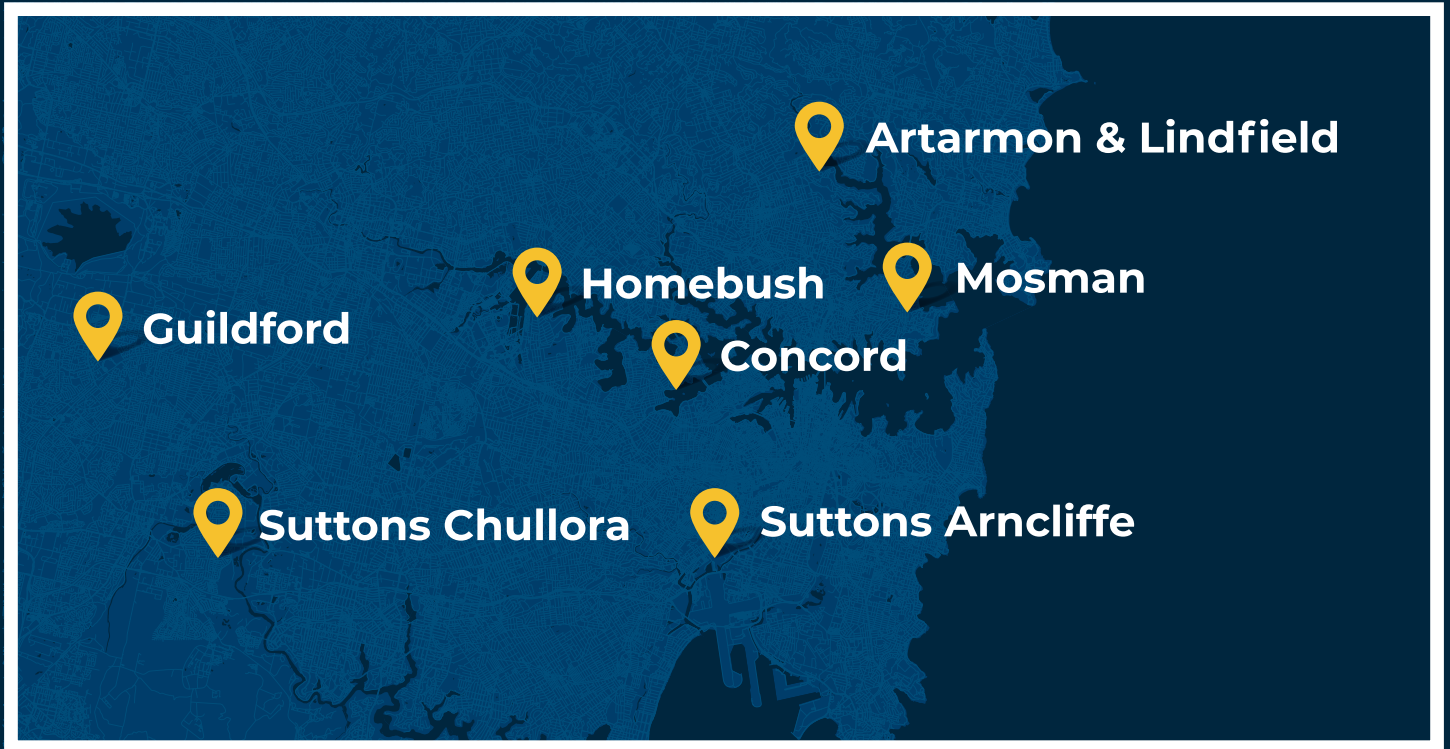 Artarmon & Lindfield
Homebush
Mosman
Guildford
Concord
Suttons Chullora
Suttons Arncliffe